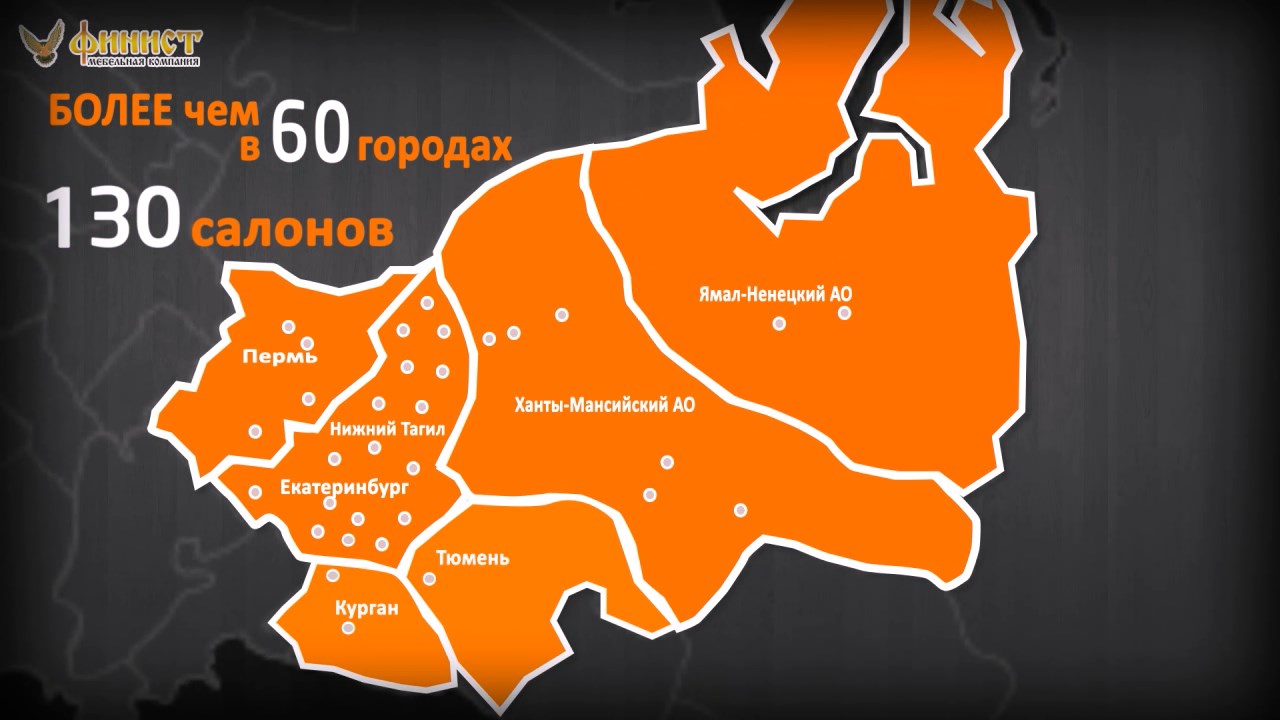 ФИНИСТ
МЕБЕЛЬНАЯ КОМПАНИЯ
БОЛЕЕ чем
в 60 городах
130 салонов
Ямал-Ненецкий АО
Пермь
Ханты-Мансийский АО
Нижний Тагил
Екатеринбург
Тюмень
Курган